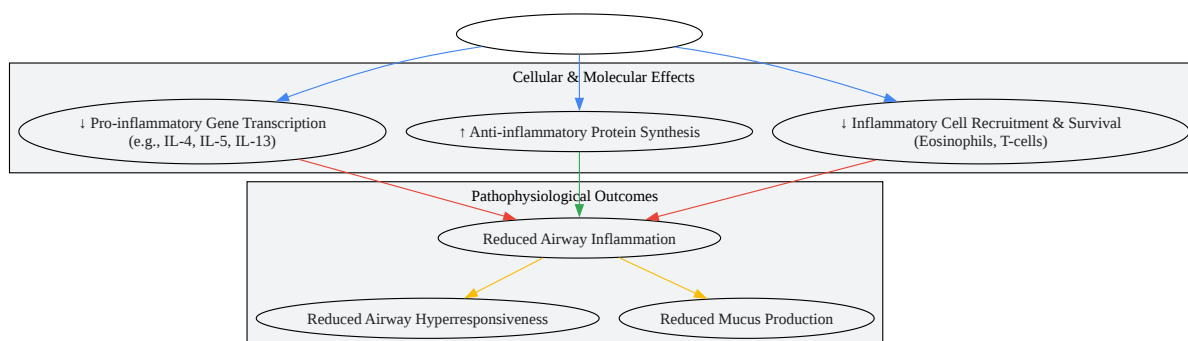 Cellular & Molecular Effects
↓ Pro-inflammatory Gene Transcription
(e.g., IL-4, IL-5, IL-13)
↑ Anti-inflammatory Protein Synthesis
↓ Inflammatory Cell Recruitment & Survival
(Eosinophils, T-cells)
Pathophysiological Outcomes
Reduced Airway Inflammation
Reduced Airway Hyperresponsiveness
Reduced Mucus Production